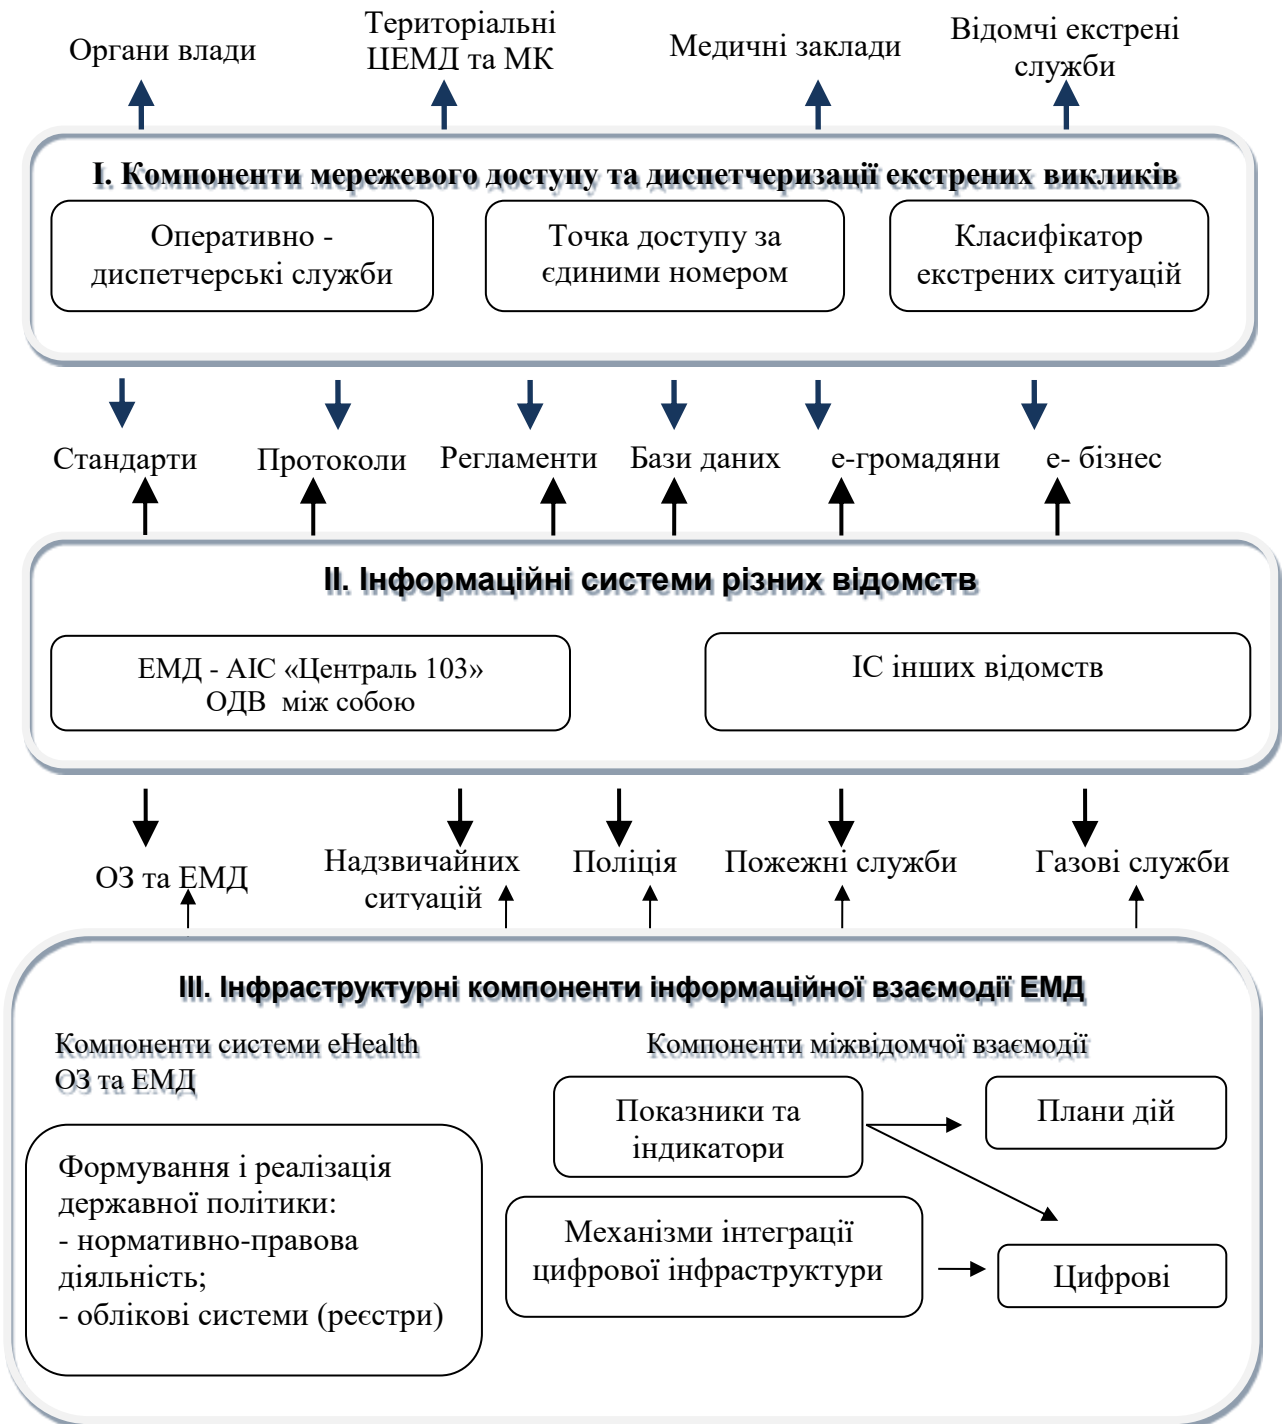 Органи влади
Територіальні
ЦЕМД та МК
Медичні заклади
Відомчі екстрені
служби
I. Компоненти мережевого доступу та диспетчеризації екстрених викликів
Оперативно -
диспетчерські служби
Точка доступу за
єдиними номером
Класифікатор
екстрених ситуацій
Стандарти
Протоколи
Регламенти
Бази даних
е-громадяни
е- бізнес
II. Інформаційні системи різних відомств
ЕМД - АІС «Централь 103»
ОДВ між собою
ІС інших відомств
ОЗ та ЕМД
Надзвичайних
ситуацій
Поліція
Пожежні служби
Газові служби
III. Інфраструктурні компоненти інформаційної взаємодії ЕМД
Компоненти системи eHealth
ОЗ та ЕМД
Компоненти міжвідомчої взаємодії
Формування і реалізація
державної політики:
- нормативно-правова
діяльність;
- облікові системи (реєстри)
Показники та
індикатори
Плани дій
Механізми інтеграції
цифрової інфраструктури
Цифрові